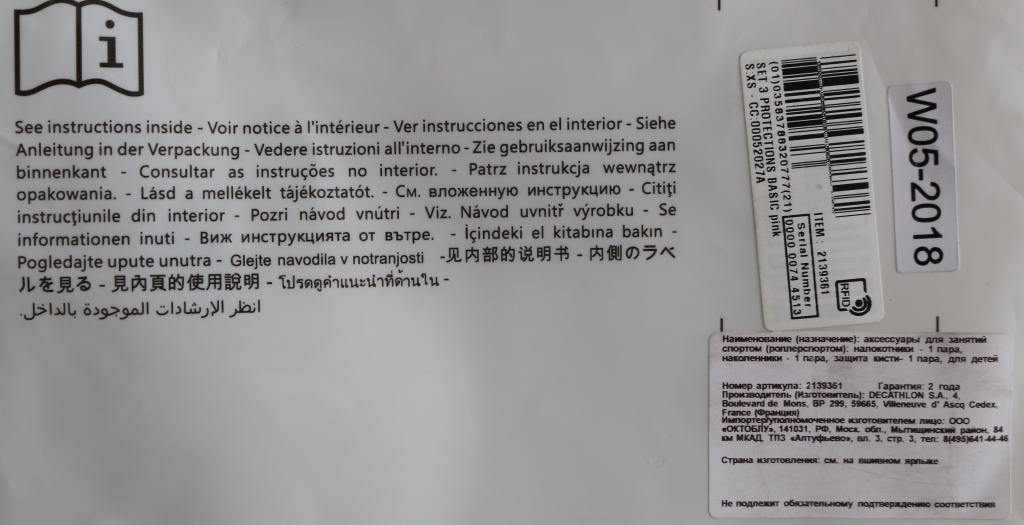 See instructions inside - Voir notice à l'intérieur - Ver instrucciones en el interior - Siehe
Anleitung in der Verpackung - Vedere istruzioni all'interno - Zie gebruiksaanwijzing aan
binnenkant - Consultar as instruções no interior. - Patrz instrukcja wewnątrz
opakowania. - Lásd a mellékelt tájékoztatót. - См. вложенную инструкцию - Citiți
instrucțiunile din interior - Pozri návod vnútri - Viz. Návod uvnitř výrobku - Se
informationen inuti - Виж инструкцията от вътре. - İçindeki el kitabına bakın -
Pogledajte upute unutra - Glejte navodila v notranjosti -见内部的说明书 - 内側のラベ
ルを見る - 見內頁的使用說明 - โปรดดูคำแนะนำที่ด้านใน -
انظر الإرشادات الموجودة بالداخل.
(01)03583788320777(21)
SET 3 PROTECTIONS BASIC pink
S:XS - CC:00052027A
ITEM : 2139361
Serial Number
0000 0074 4513
RFID
W05-2018
Наименование (назначение): аксессуары для занятий
спортом (роллерспортом): налокотники - 1 пара,
наколенники - 1 пара, защита кисти- 1 пара, для детей
Номер артикула: 2139361 Гарантия: 2 года
Производитель (Изготовитель): DECATHLON S.A., 4,
Boulevard de Mons, BP 299, 59665, Villeneuve d' Ascq Cedex,
France (Франция)
Импортер/уполномоченное изготовителем лицо: ООО
«ОКТОБЛУ», 141031, РФ, Моск. обл., Мытищинский район, 84
км МКАД, ТПЗ «Алтуфьево», вл. 3, стр. 3, тел: 8(495)641-44-46
Страна изготовления: см. на вшивном ярлыке
Не подлежит обязательному подтверждению соответствия